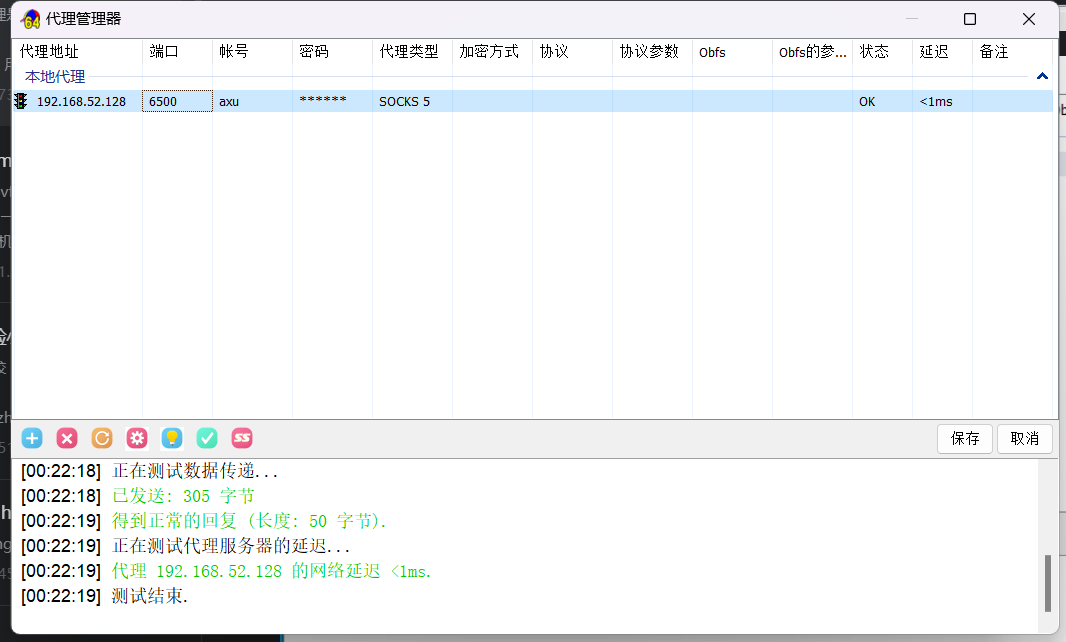 代理管理器
代理地址 端口 帐号 密码 代理类型 加密方式 协议 协议参数 Obfs Obfs的参... 状态 延迟 备注
本地代理
192.168.52.128 6500 axu ****** SOCKS 5 OK <1ms
SS 保存 取消
[00:22:18] 正在测试数据传递...
[00:22:18] 已发送: 305 字节
[00:22:19] 得到正常的回复 (长度: 50 字节).
[00:22:19] 正在测试代理服务器的延迟...
[00:22:19] 代理 192.168.52.128 的网络延迟 <1ms.
[00:22:19] 测试结束.